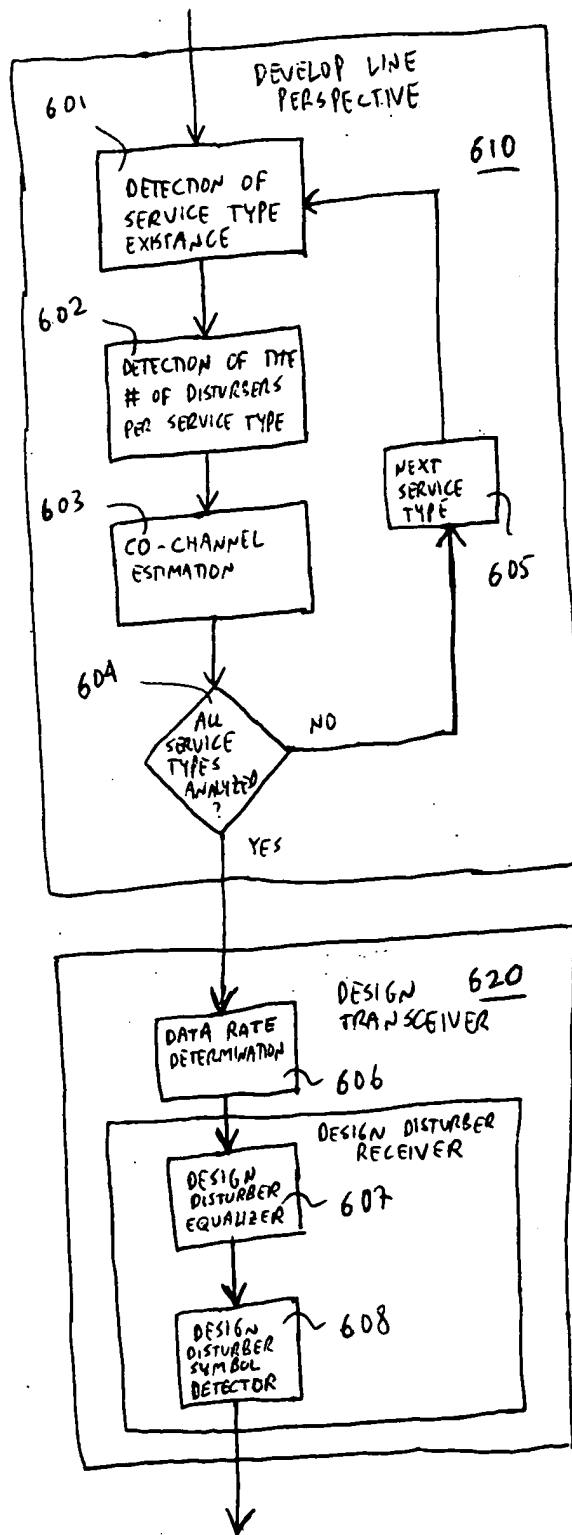 DEVELOP LINE
PERSPECTIVE
601
610
DETECTION OF
SERVICE TYPE
EXISTANCE
602
DETECTION OF THE
# OF DISTURBERS
PER SERVICE TYPE
603
CO-CHANNEL
ESTIMATION
NEXT
SERVICE
TYPE
605
604
ALL
SERVICE
TYPES
ANALYZED
?
NO
YES
620
DESIGN
TRANSCEIVER
DATA RATE
DETERMINATION
606
DESIGN DISTURBER
RECEIVER
DESIGN
DISTURBER
EQUALIZER
607
DESIGN
DISTURBER
SYMBOL
DETECTOR
608